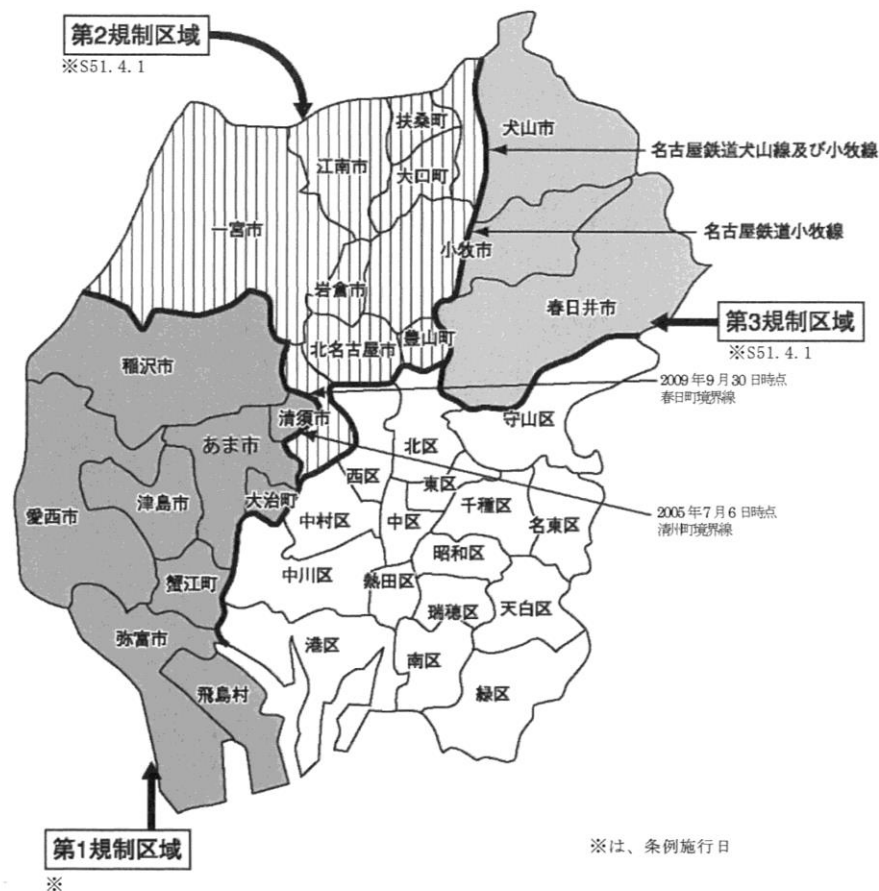 第2規制区域
※S51.4.1
扶桑町
犬山市
名古屋鉄道犬山線及び小牧線
江南市
大口町
一宮市
小牧市
名古屋鉄道小牧線
岩倉市
春日井市
第3規制区域
※S51.4.1
北名古屋市
豊山町
稲沢市
2009年9月30日時点
春日町境界線
清須市
守山区
あま市
北区
西区
東区
千種区
大治町
津島市
愛西市
中村区
中区
名東区
2005年7月6日時点
清州町境界線
昭和区
中川区
熱田区
蟹江町
瑞穂区
天白区
弥富市
港区
南区
飛島村
緑区
第1規制区域
※
※は、条例施行日